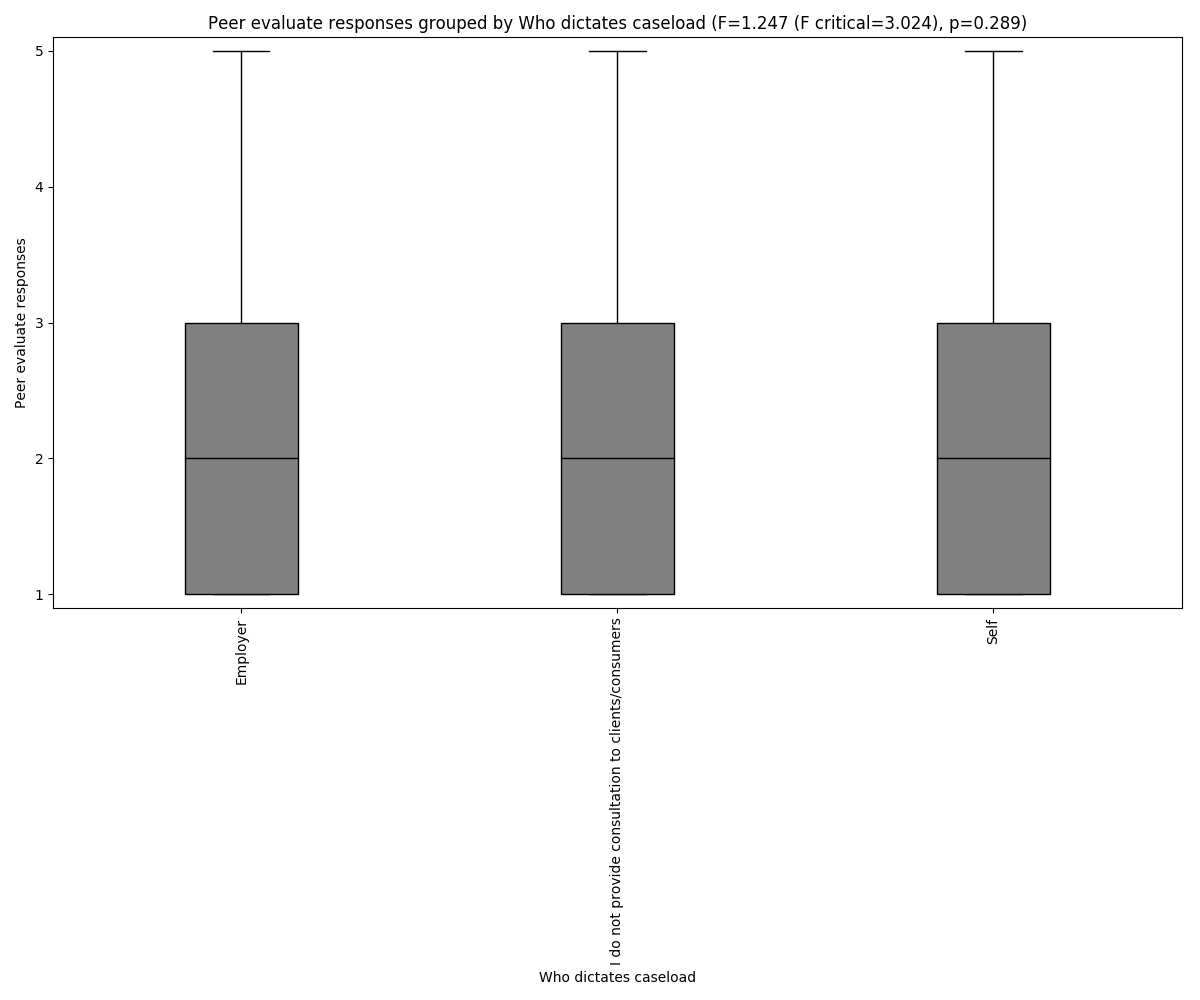 Peer evaluate responses grouped by Who dictates caseload (F=1.247 (F critical=3.024), p=0.289)
5
4
3
2
1
Peer evaluate responses
Employer
I do not provide consultation to clients/consumers
Self
Who dictates caseload